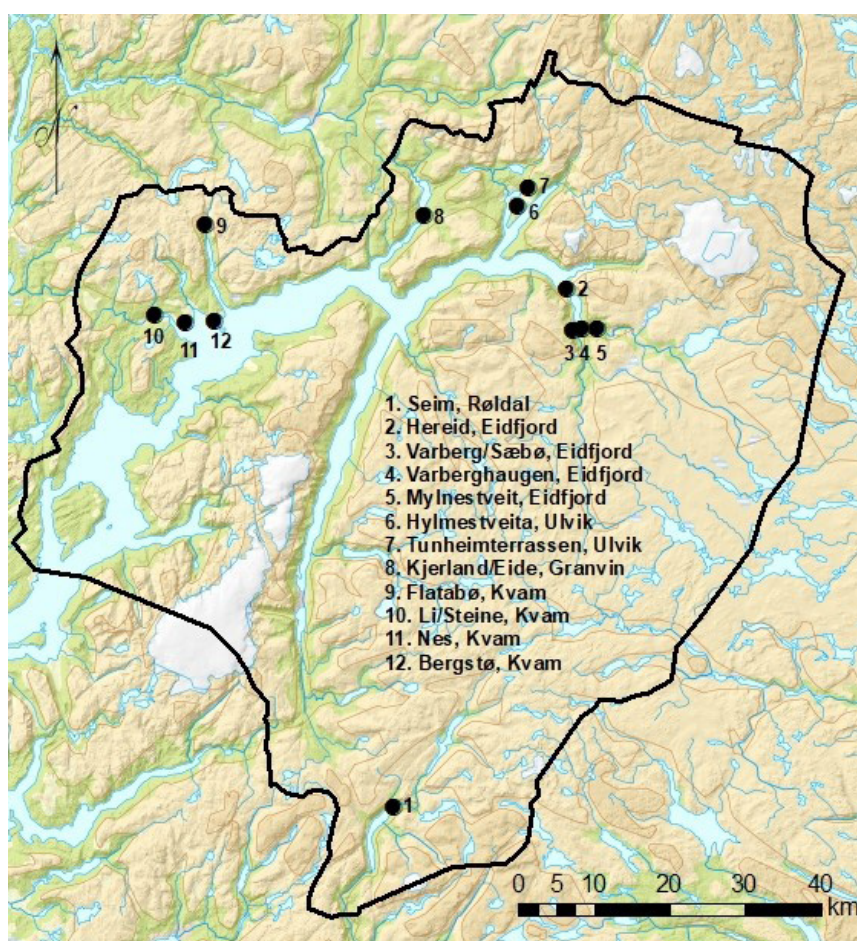 7
6
8
9
2
10
11
12
3 4 5
1. Seim, Røldal
2. Hereid, Eidfjord
3. Varberg/Sæbø, Eidfjord
4. Varberghaugen, Eidfjord
5. Mylnestveit, Eidfjord
6. Hylmestveita, Ulvik
7. Tunheimterrassen, Ulvik
8. Kjerland/Eide, Granvin
9. Flatabø, Kvam
10. Li/Steine, Kvam
11. Nes, Kvam
12. Bergstø, Kvam
1
0 5 10 20 30 40
km